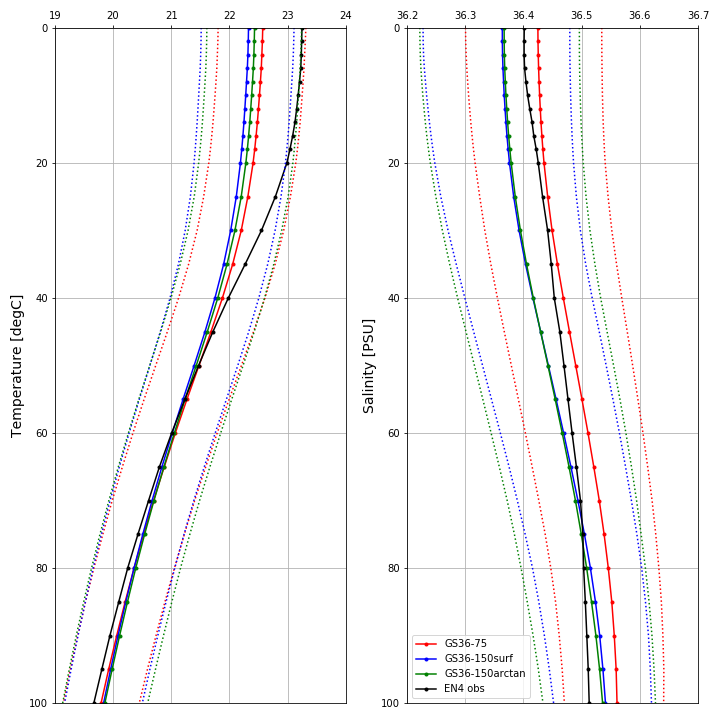 19 20 21 22 23 24
0
20
40
60
80
100
Temperature [degC]
36.2 36.3 36.4 36.5 36.6 36.7
0
20
40
60
80
100
Salinity [PSU]
GS36-75
GS36-150surf
GS36-150arctan
EN4 obs